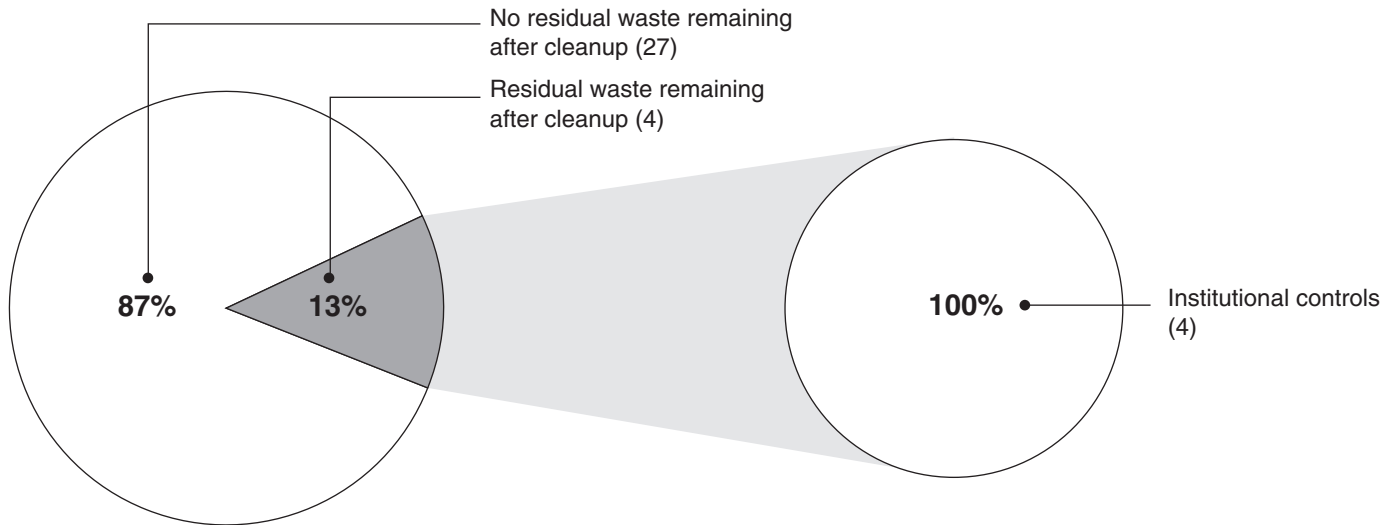 No residual waste remaining
after cleanup (27)
Residual waste remaining
after cleanup (4)
87%
13%
100%
Institutional controls
(4)